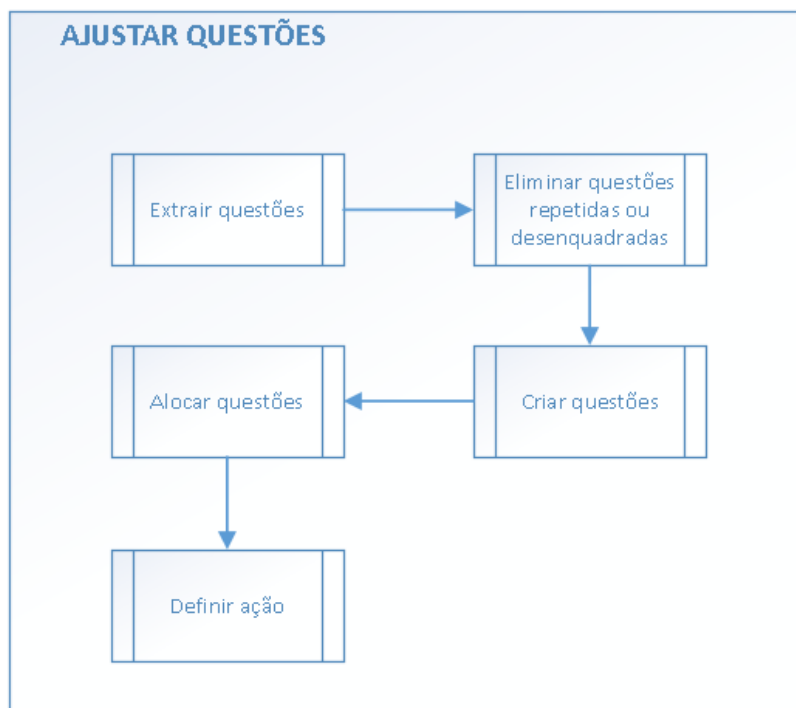 AJUSTAR QUESTÕES
Extrair questões
Eliminar questões
repetidas ou
desenquadradas
Criar questões
Alocar questões
Definir ação